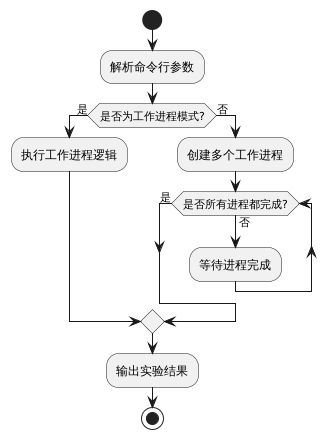 解析命令行参数
是
是否为工作进程模式?
否
执行工作进程逻辑
创建多个工作进程
是
是否所有进程都完成?
否
等待进程完成
输出实验结果